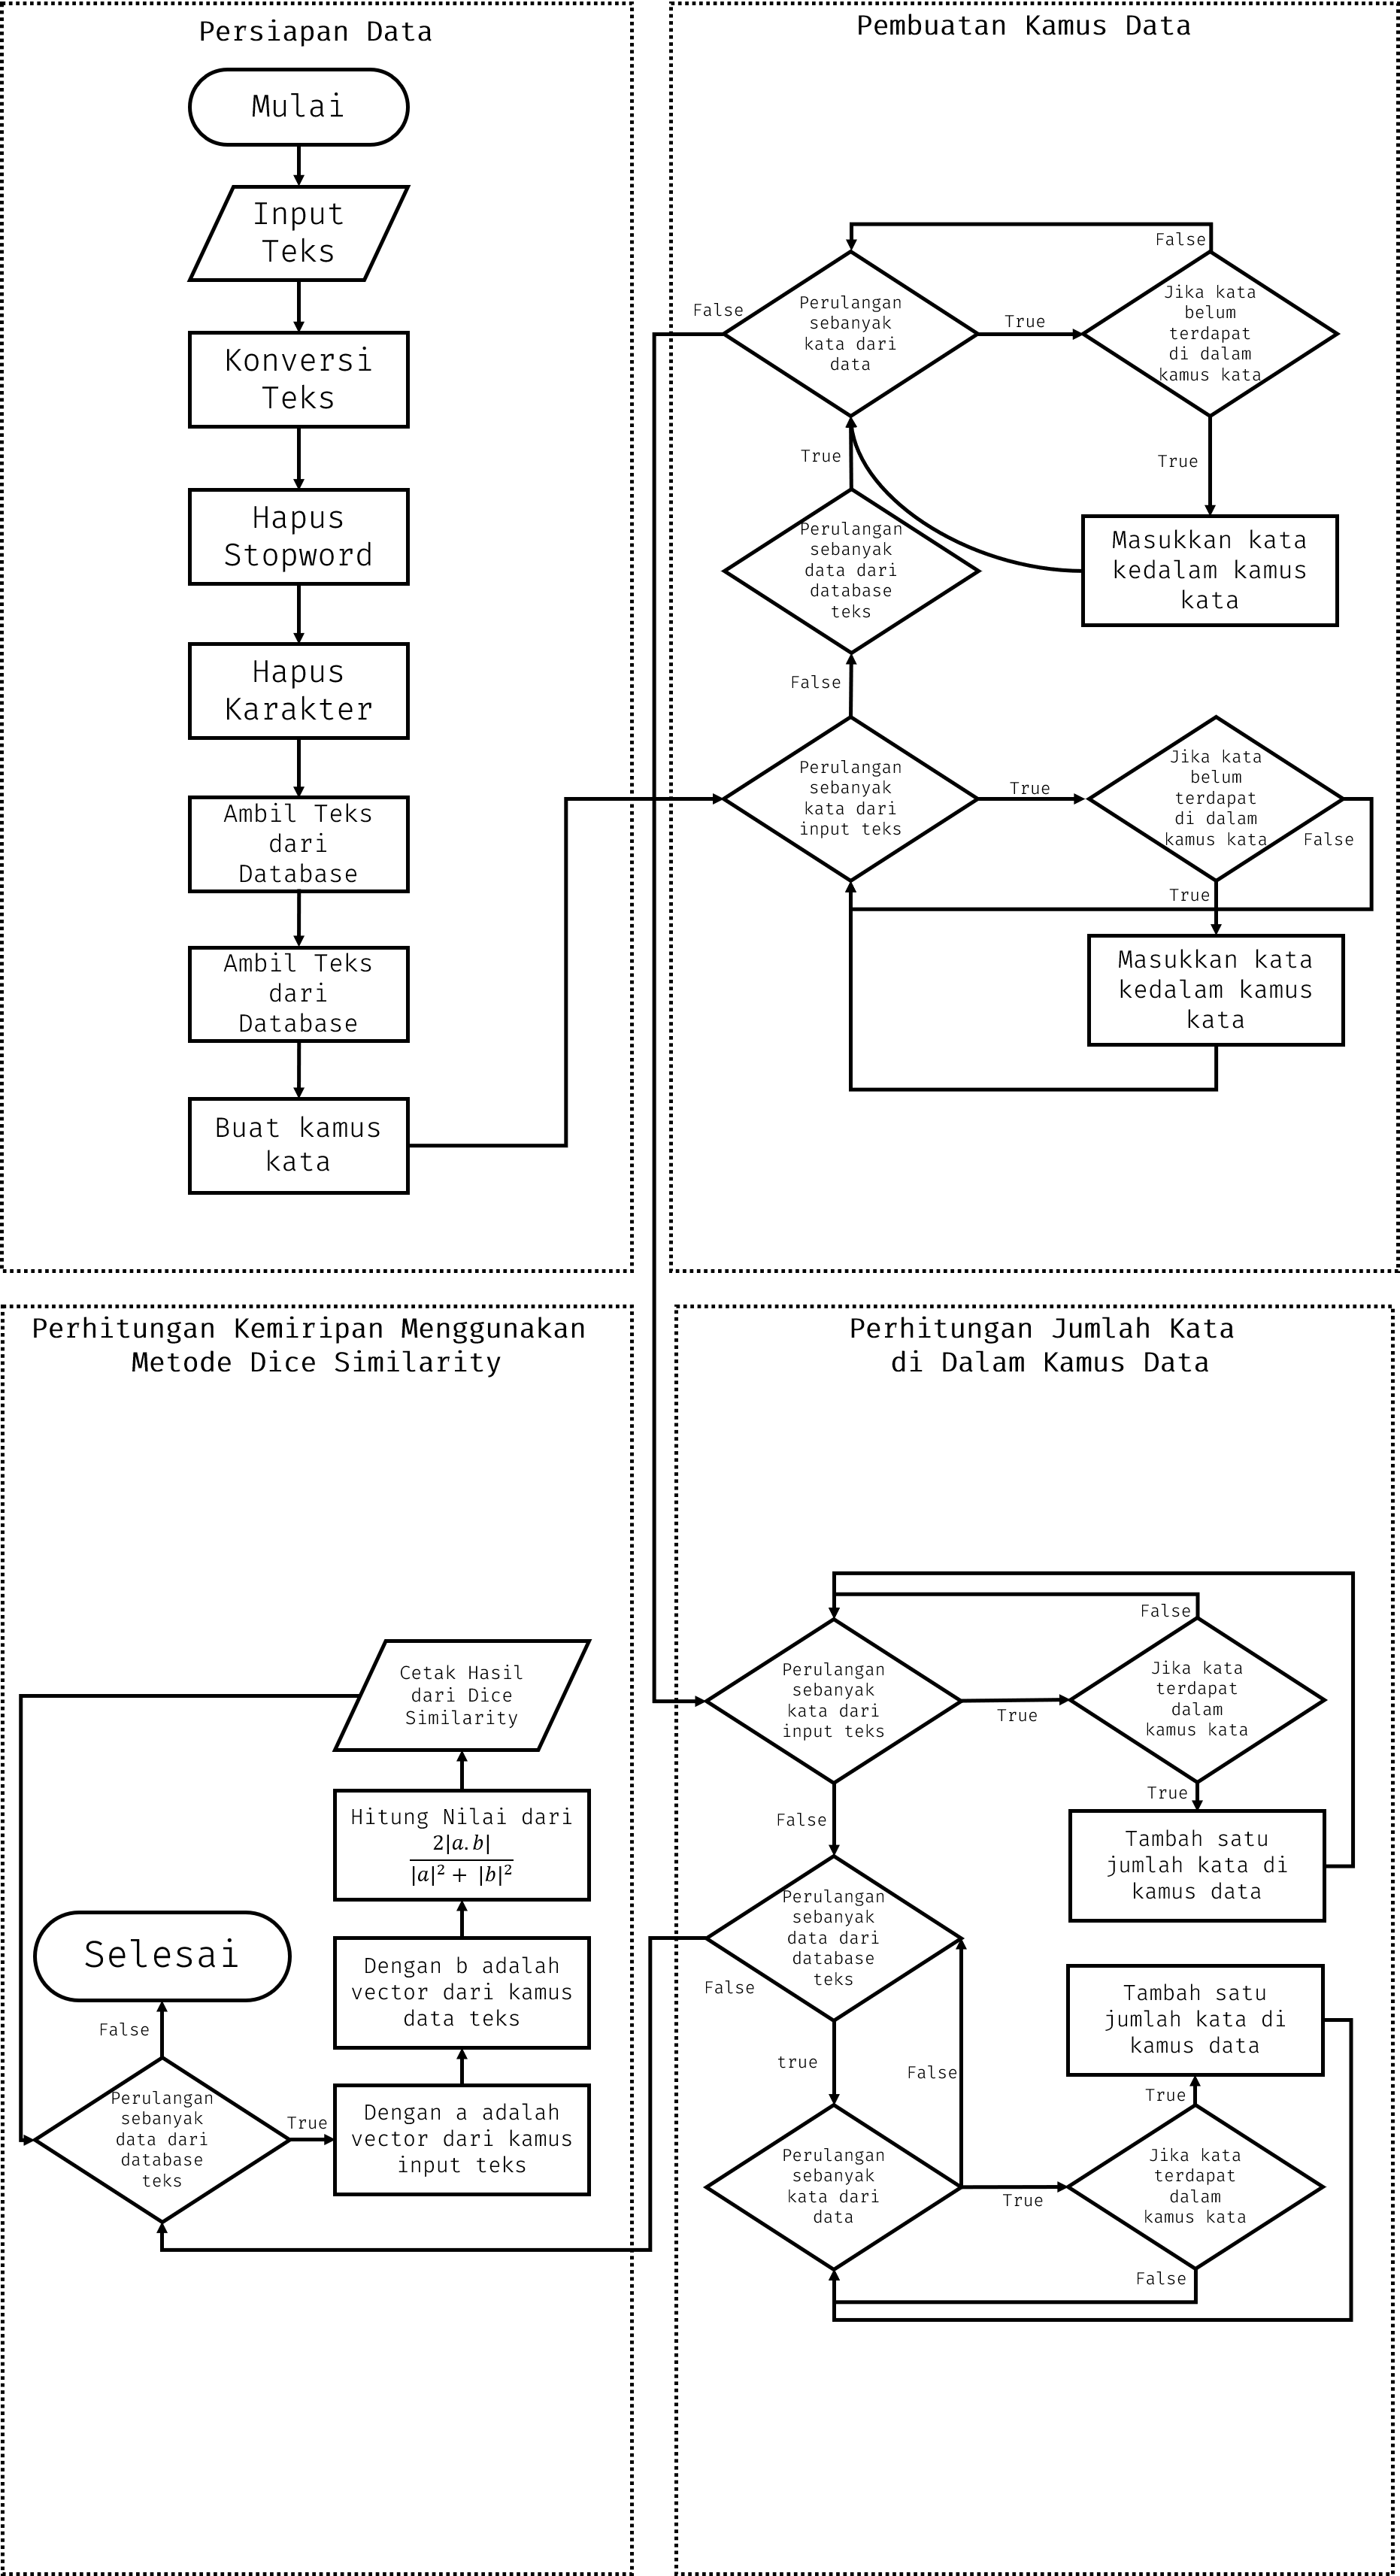 Persiapan Data
Mulai
Input
Teks
Konversi
Teks
Hapus
Stopword
Hapus
Karakter
Ambil Teks
dari
Database
Ambil Teks
dari
Database
Buat kamus
kata
Pembuatan Kamus Data
False
False
Perulangan
sebanyak
kata dari
data
True
Jika kata
belum
terdapat
di dalam
kamus kata
True
True
Perulangan
sebanyak
data dari
database
teks
Masukkan kata
kedalam kamus
kata
False
Perulangan
sebanyak
kata dari
input teks
True
Jika kata
belum
terdapat
di dalam
kamus kata
False
True
Masukkan kata
kedalam kamus
kata
Perhitungan Kemiripan Menggunakan
Metode Dice Similarity
Cetak Hasil
dari Dice
Similarity
Hitung Nilai dari
2|a.b|
|a|² + |b|²
Selesai
Dengan b adalah
vector dari kamus
data teks
False
Perulangan
sebanyak
data dari
database
teks
True
Dengan a adalah
vector dari kamus
input teks
Perhitungan Jumlah Kata
di Dalam Kamus Data
False
Perulangan
sebanyak
kata dari
input teks
True
Jika kata
terdapat
dalam
kamus kata
True
False
Tambah satu
jumlah kata di
kamus data
Perulangan
sebanyak
data dari
database
teks
False
Tambah satu
jumlah kata di
kamus data
true
False
True
Perulangan
sebanyak
kata dari
data
True
Jika kata
terdapat
dalam
kamus kata
False